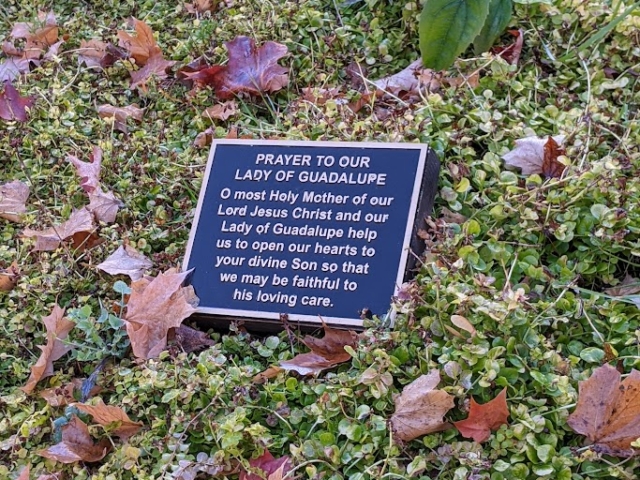 PRAYER TO OUR
LADY OF GUADALUPE
O most Holy Mother of our
Lord Jesus Christ and our
Lady of Guadalupe help
us to open our hearts to
your divine Son so that
we may be faithful to
his loving care.